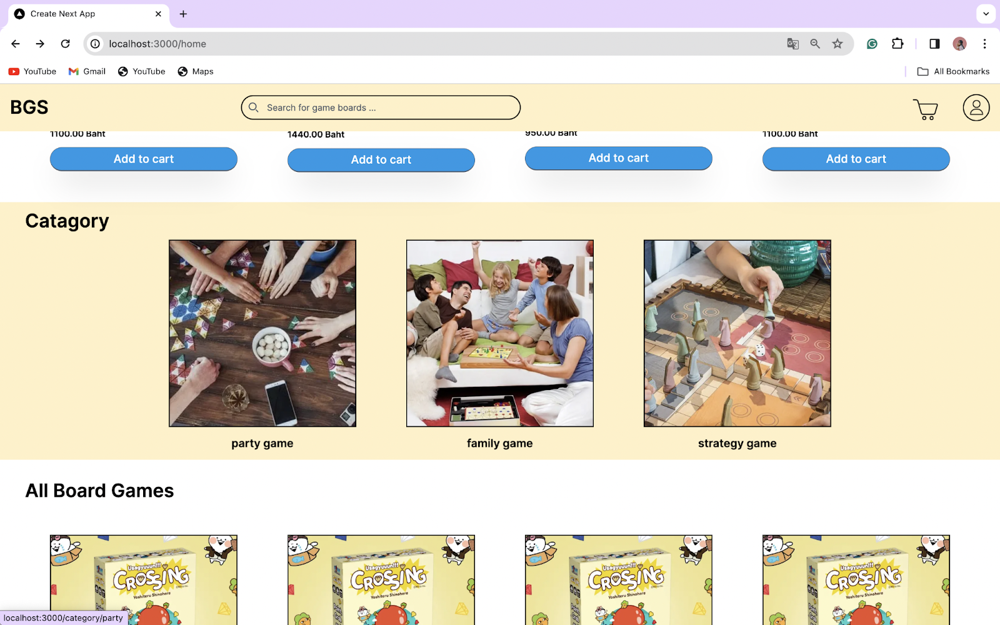 Create Next App
localhost:3000/home
YouTube
Gmail
YouTube
Maps
All Bookmarks
BGS
Search for game boards ...
1100.00 Baht
1440.00 Baht
950.00 Baht
1100.00 Baht
Add to cart
Add to cart
Add to cart
Add to cart
Catagory
party game
family game
strategy game
All Board Games
Usagyuuun!!!
CROSSING
Yoshiteru Shinohara
Usagyuuun!!!
CROSSING
Yoshiteru Shinohara
Usagyuuun!!!
CROSSING
Yoshiteru Shinohara
Usagyuuun!!!
CROSSING
Yoshiteru Shinohara
localhost:3000/category/party